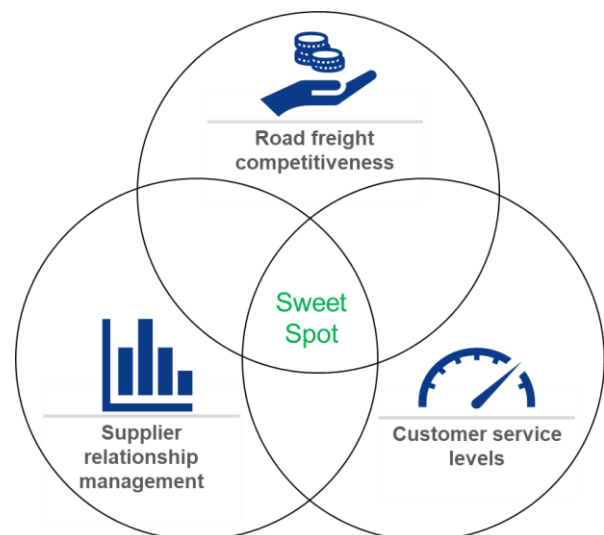 Road freight
competitiveness
Sweet
Spot
Supplier
relationship
management
Customer service
levels